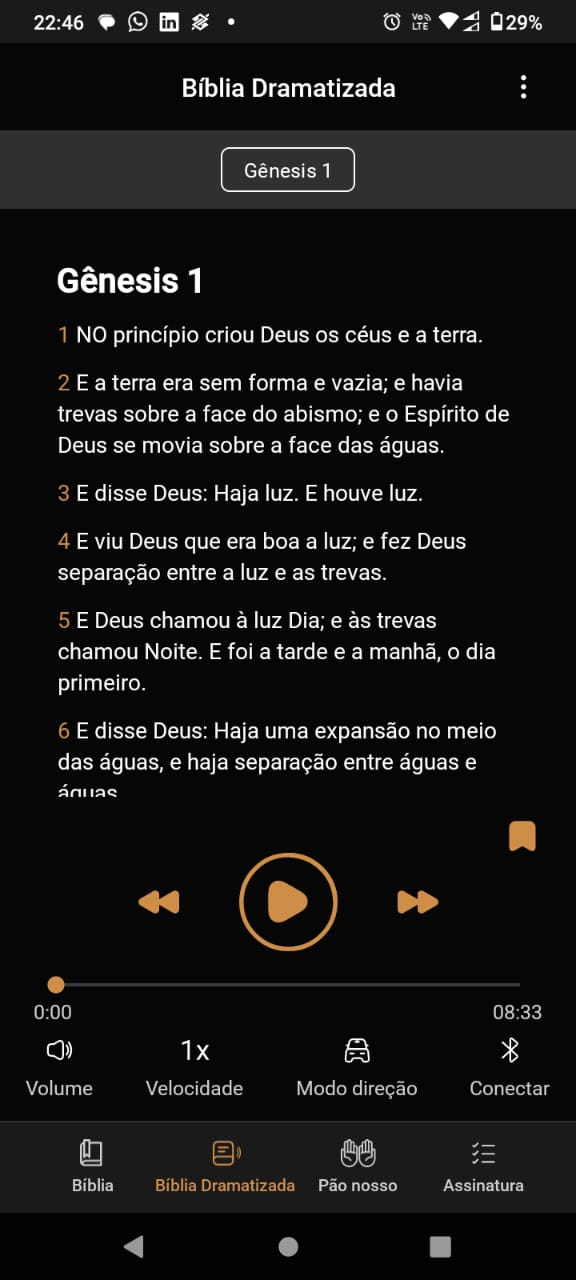 22:46
Vo LTE
29%
Bíblia Dramatizada
Gênesis 1
Gênesis 1
1 NO princípio criou Deus os céus e a terra.
2 E a terra era sem forma e vazia; e havia
trevas sobre a face do abismo; e o Espírito de
Deus se movia sobre a face das águas.
3 E disse Deus: Haja luz. E houve luz.
4 E viu Deus que era boa a luz; e fez Deus
separação entre a luz e as trevas.
5 E Deus chamou à luz Dia; e às trevas
chamou Noite. E foi a tarde e a manhã, o dia
primeiro.
6 E disse Deus: Haja uma expansão no meio
das águas, e haja separação entre águas e
águas
0:00 08:33
1x
Volume Velocidade Modo direção Conectar
Bíblia Bíblia Dramatizada Pão nosso Assinatura